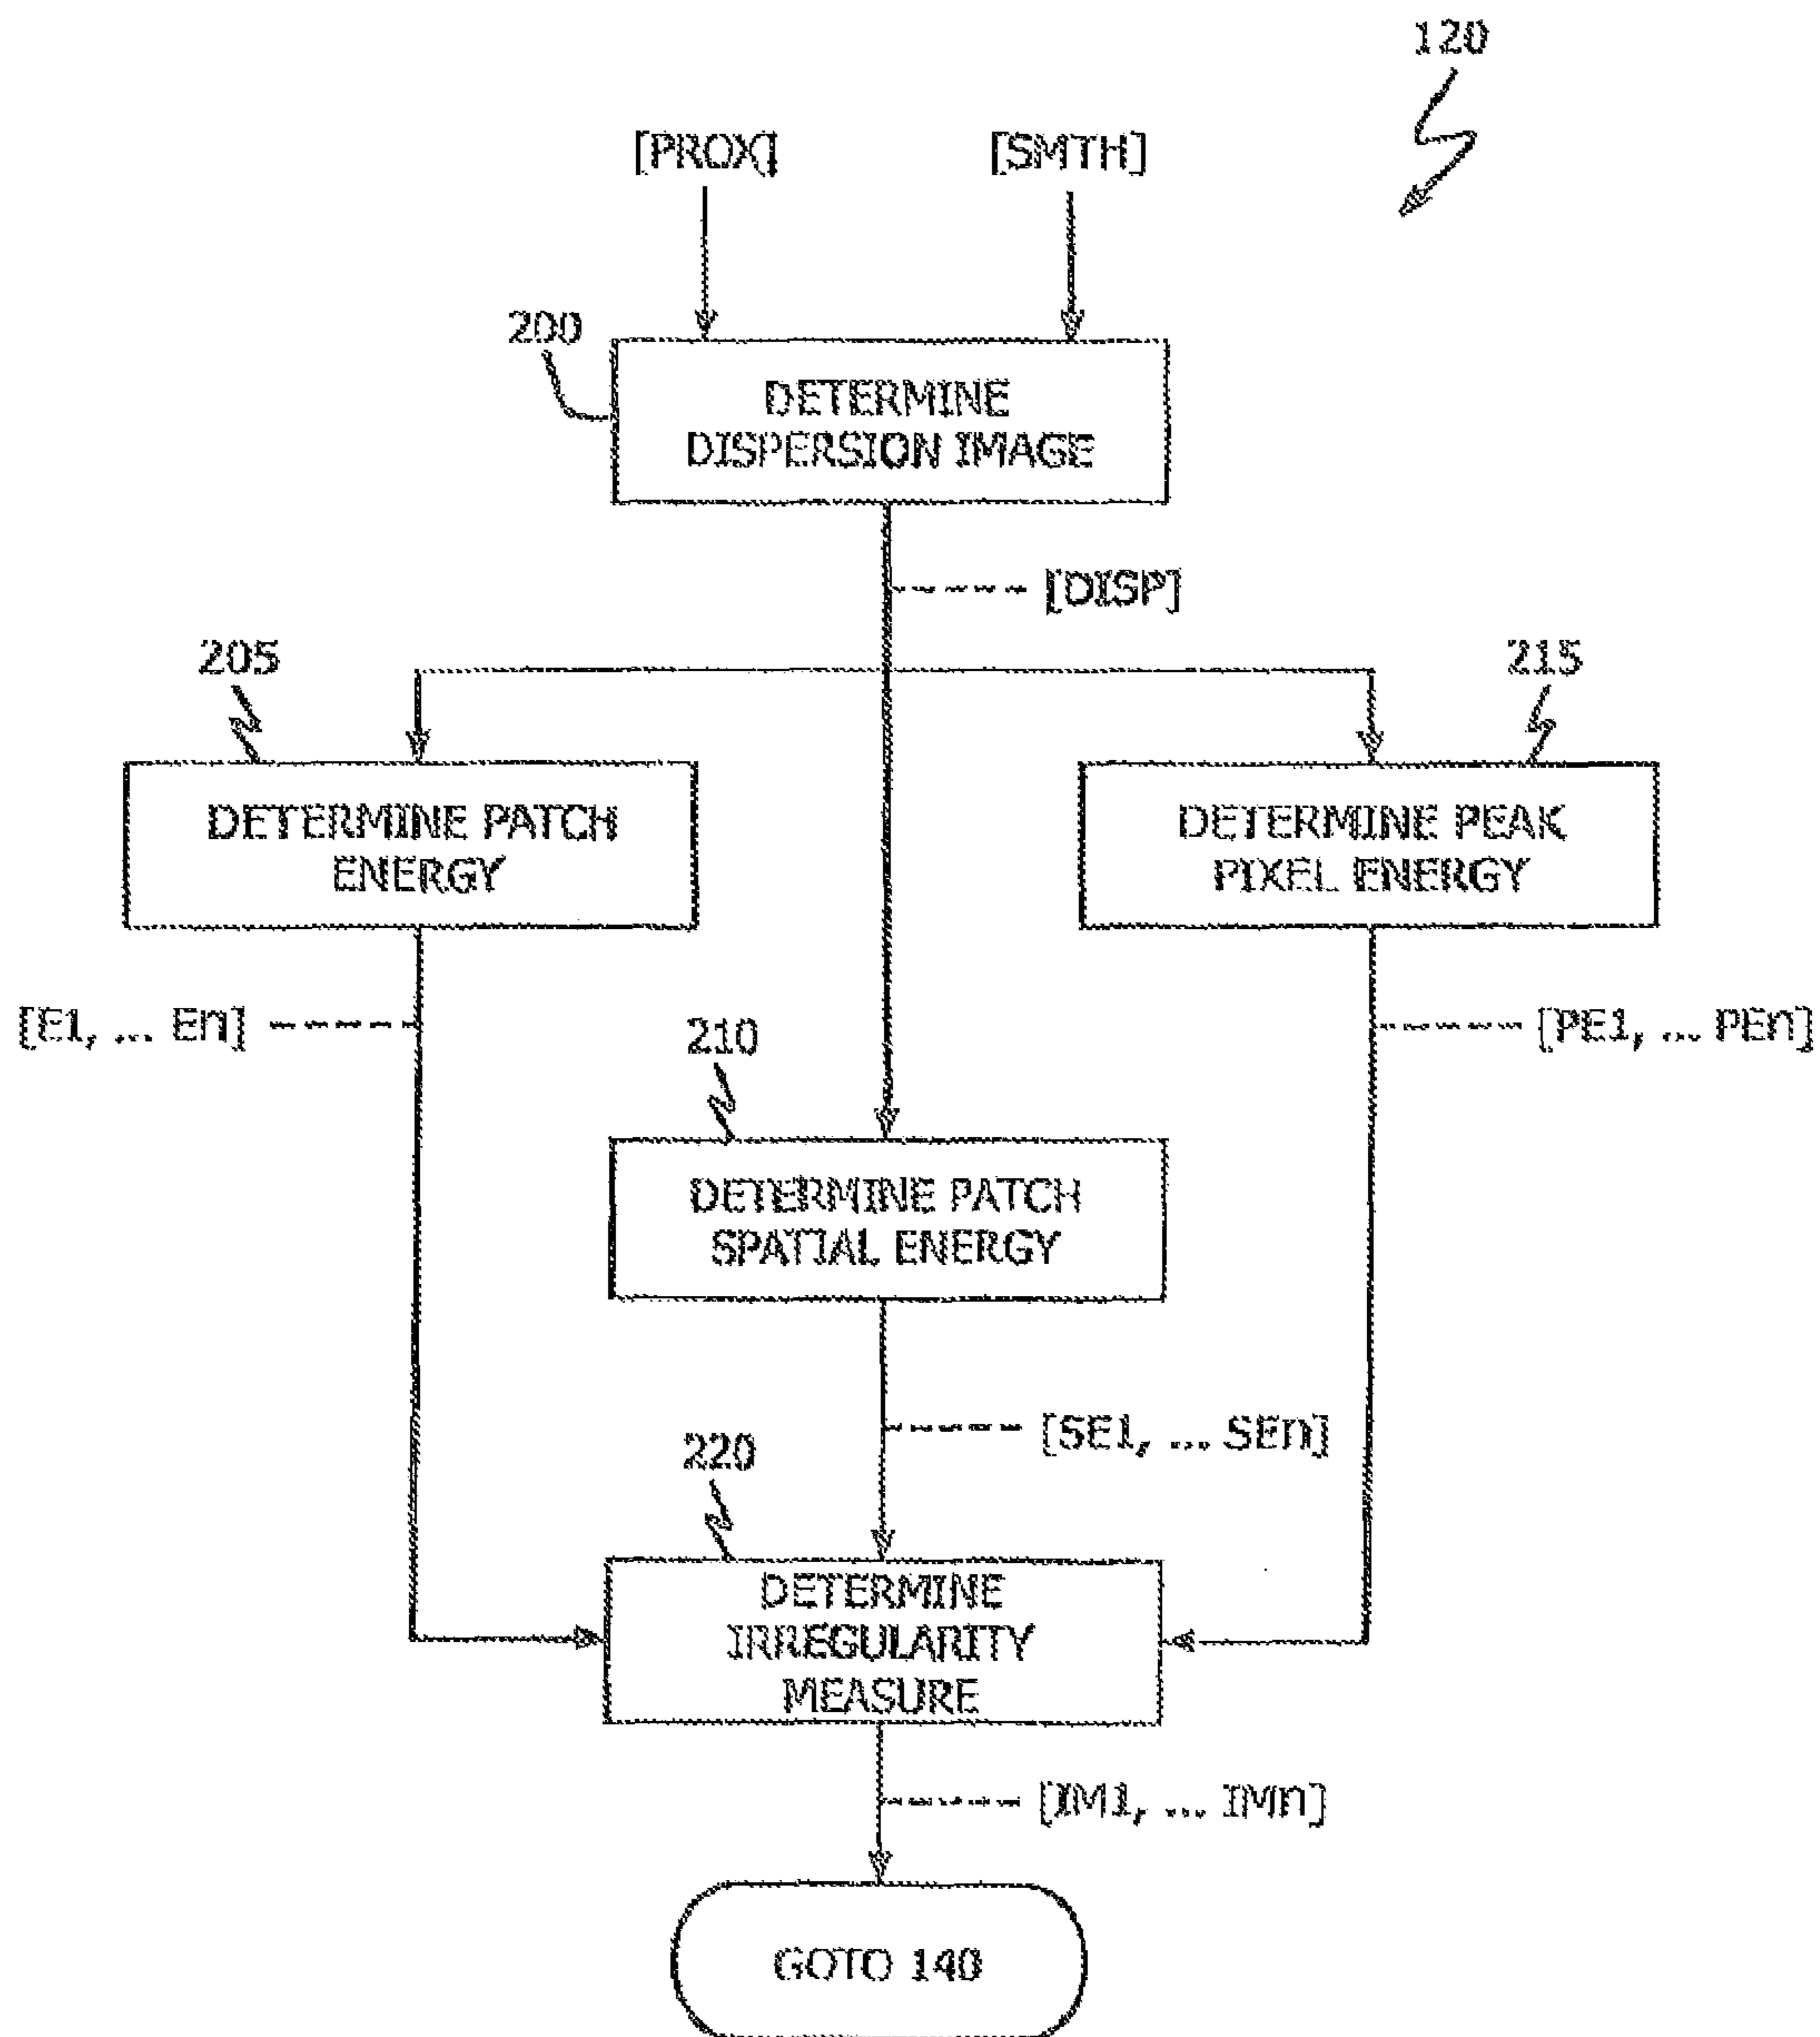 120
[PROX]
[SMTH]
200
DETERMINE
DISPERSION IMAGE
[DISP]
205
215
DETERMINE PATCH
ENERGY
DETERMINE PEAK
PIXEL ENERGY
[E1, ... En]
210
[PE1, ... PEn]
DETERMINE PATCH
SPATIAL ENERGY
220
[SE1, ... SEn]
DETERMINE
IRREGULARITY
MEASURE
[IM1, ... IMn]
GOTO 140